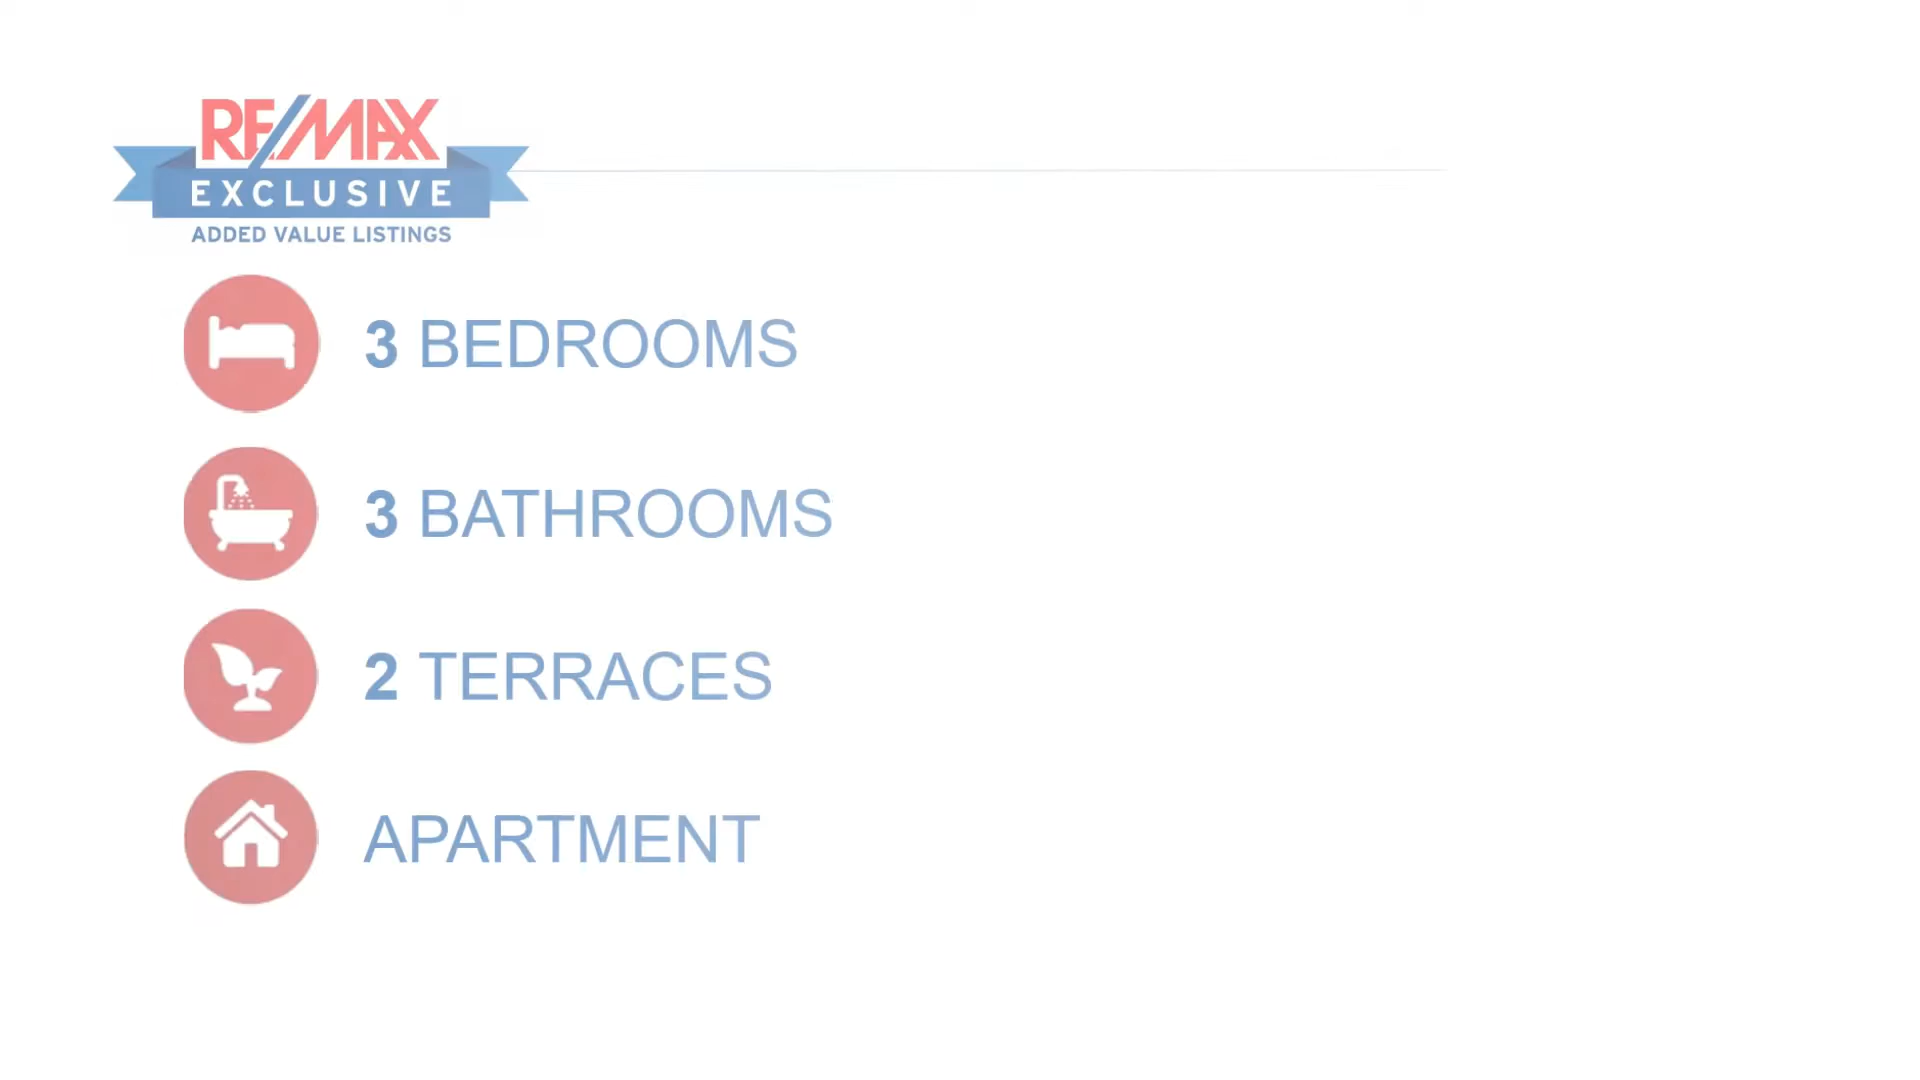 RE/MAX
EXCLUSIVE
ADDED VALUE LISTINGS
3 BEDROOMS
3 BATHROOMS
2 TERRACES
APARTMENT